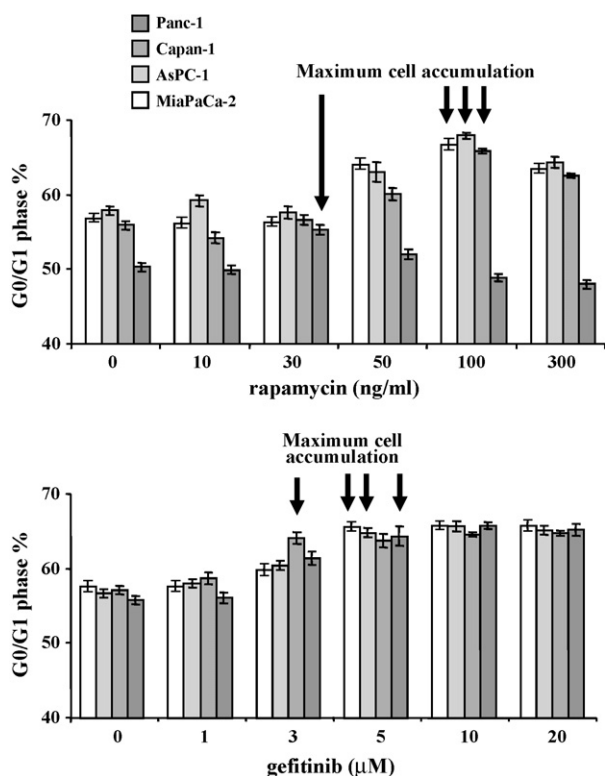 Panc-1
Capan-1
AsPC-1
MiaPaCa-2
Maximum cell accumulation
70
60
50
40
G0/G1 phase %
0 10 30 50 100 300
rapamycin (ng/ml)
Maximum cell
accumulation
70
60
50
40
G0/G1 phase %
0 1 3 5 10 20
gefitinib (μM)